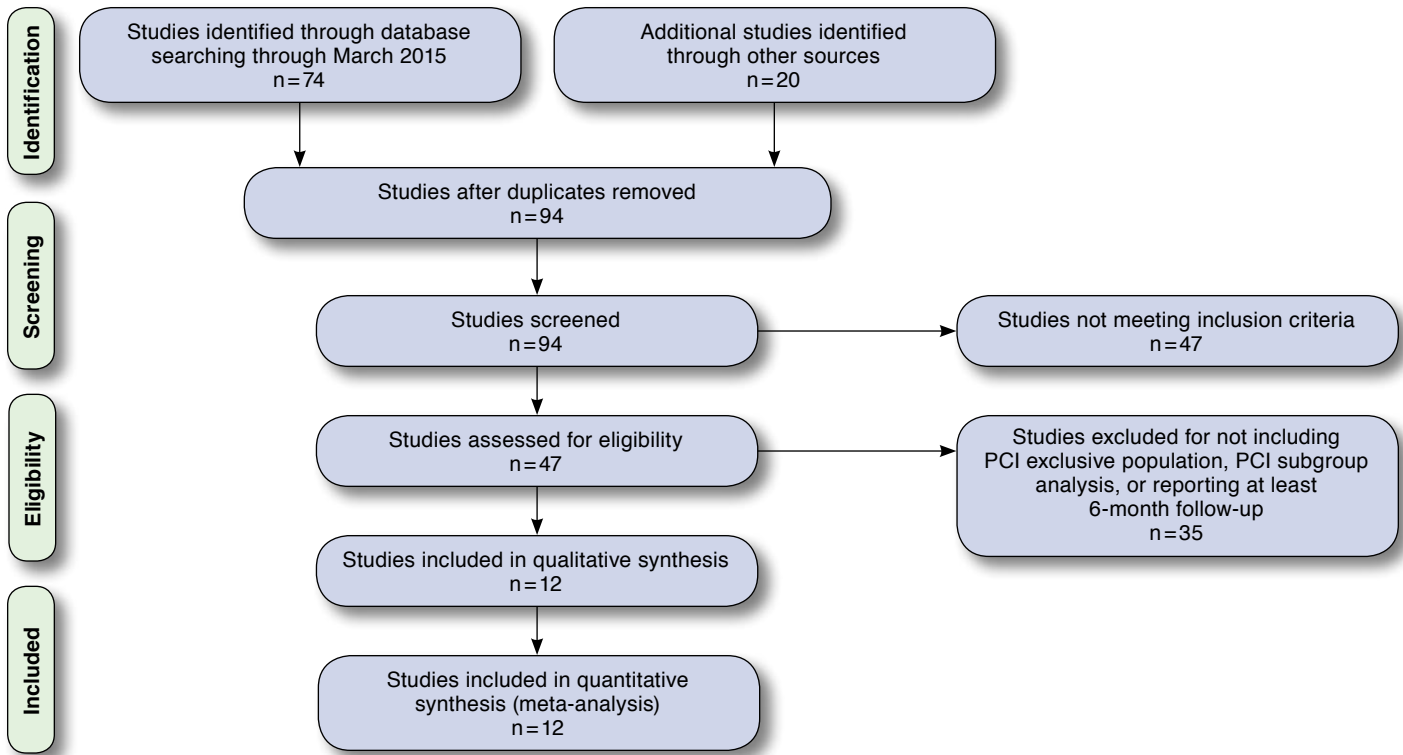 Identification
Studies identified through database
searching through March 2015
n=74
Additional studies identified
through other sources
n=20
Studies after duplicates removed
n=94
Screening
Studies screened
n=94
Studies not meeting inclusion criteria
n=47
Eligibility
Studies assessed for eligibility
n=47
Studies excluded for not including
PCI exclusive population, PCI subgroup
analysis, or reporting at least
6-month follow-up
n=35
Studies included in qualitative synthesis
n=12
Included
Studies included in quantitative
synthesis (meta-analysis)
n=12